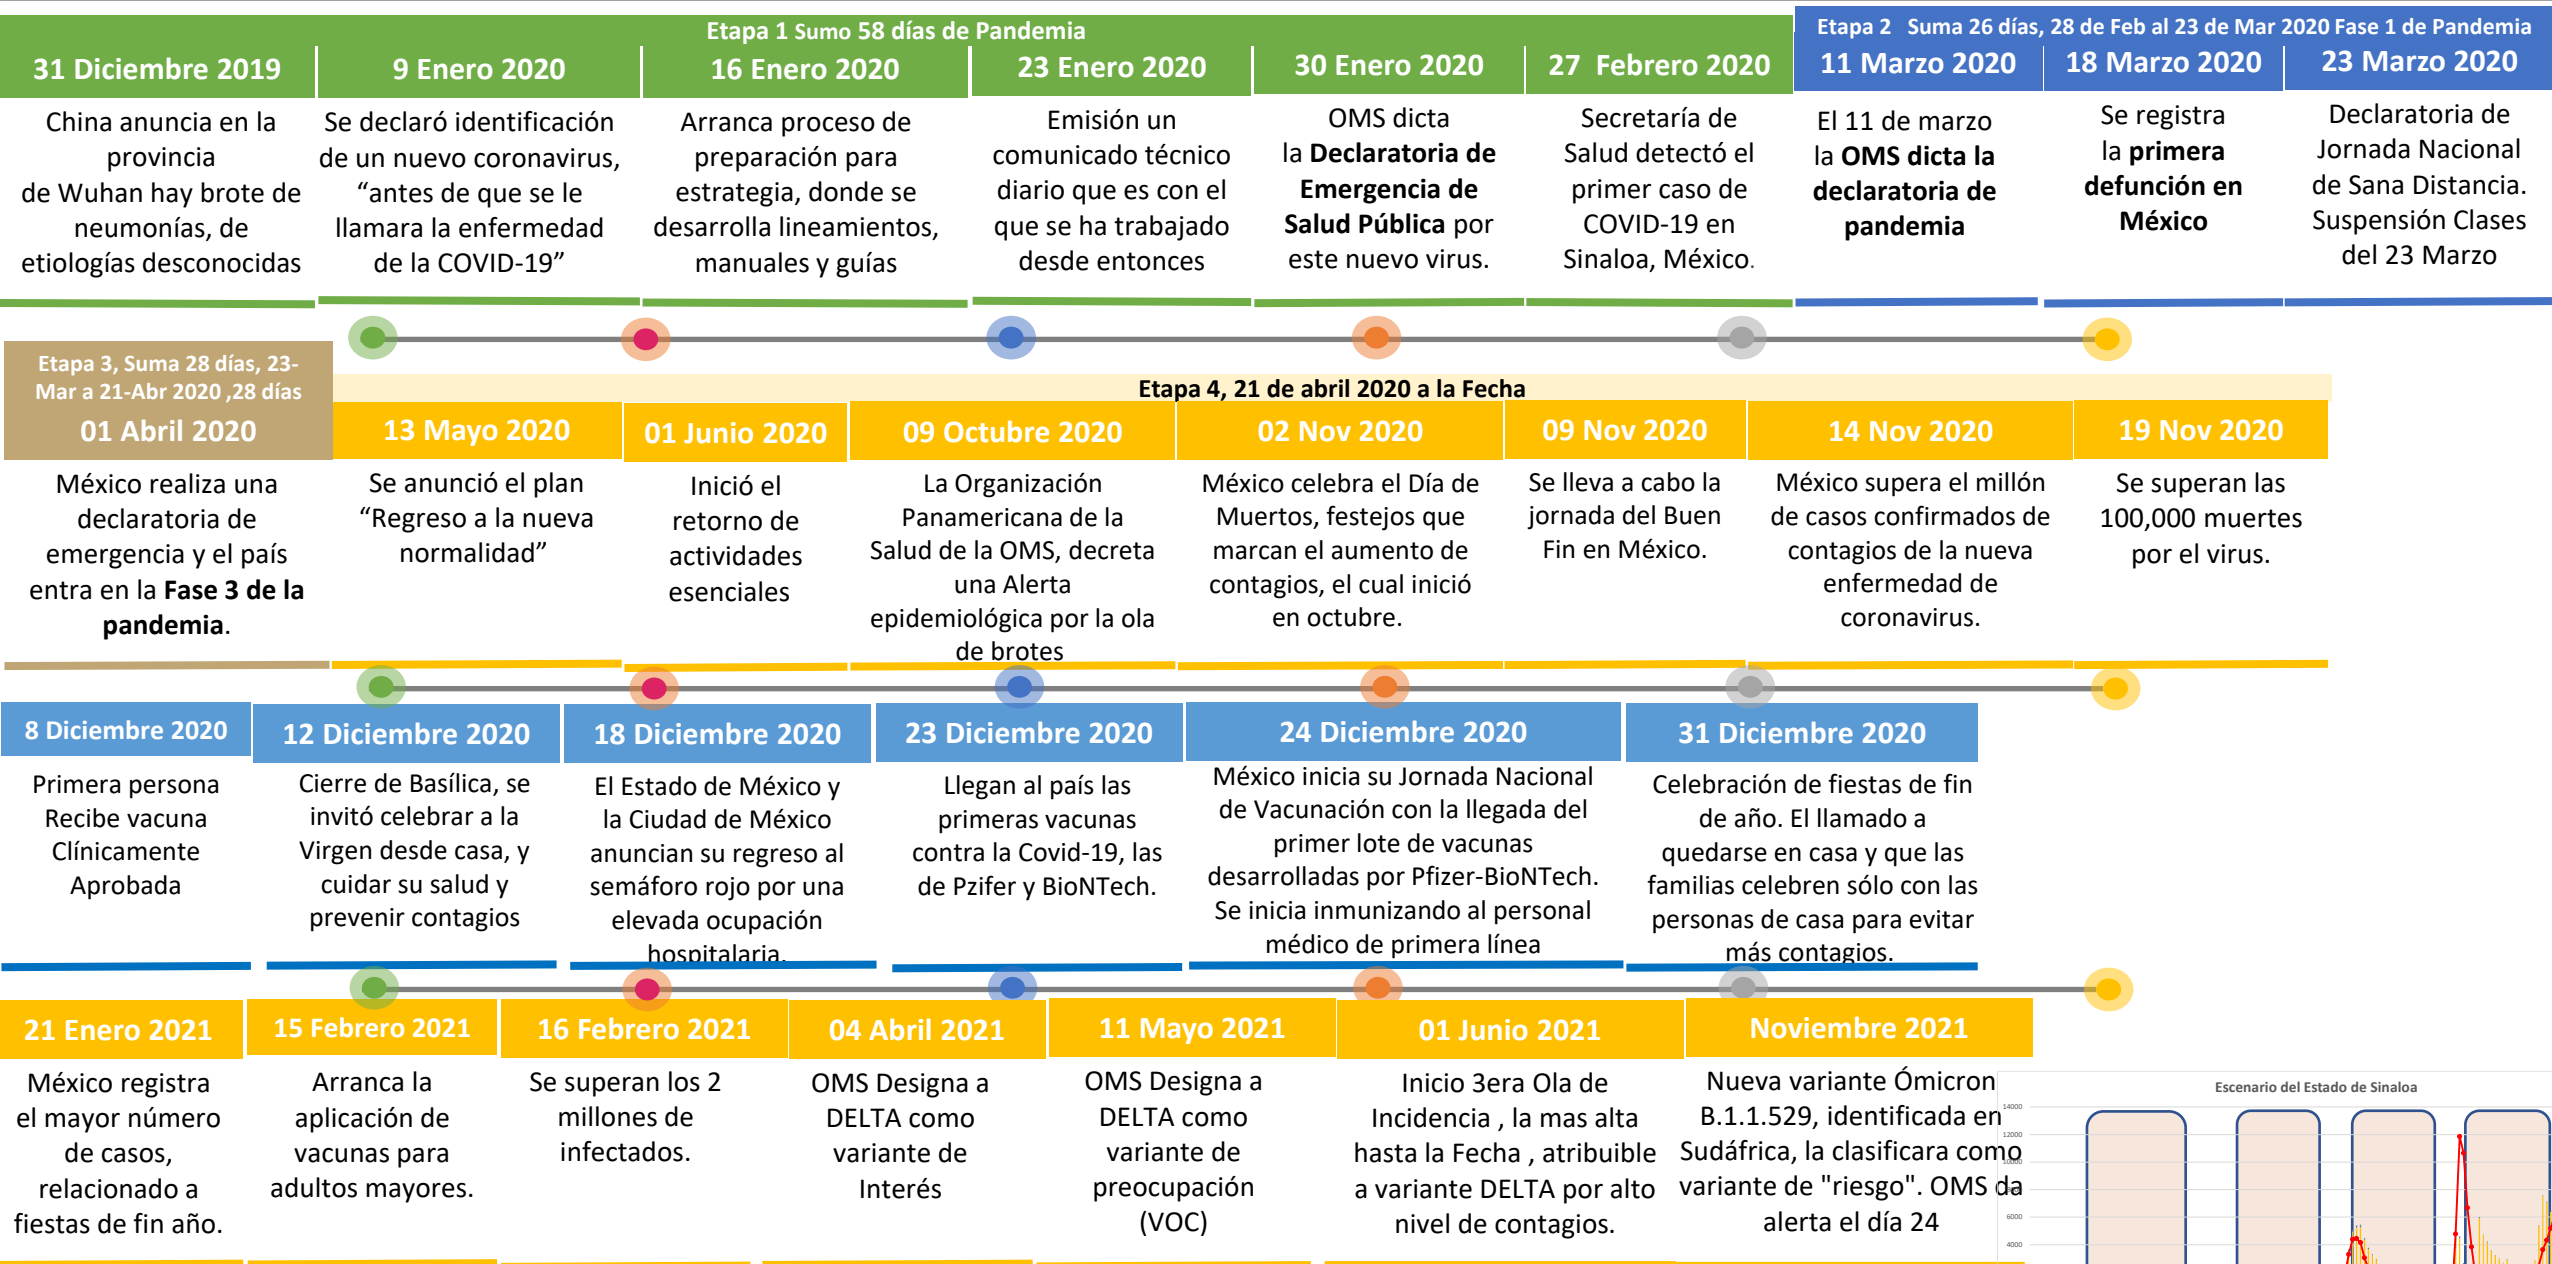 Etapa 1 Sumo 58 días de Pandemia
Etapa 2 Suma 26 días, 28 de Feb al 23 de Mar 2020 Fase 1 de Pandemia
31 Diciembre 2019
China anuncia en la
provincia
de Wuhan hay brote de
neumonías, de
etiologías desconocidas
9 Enero 2020
Se declaró identificación
de un nuevo coronavirus,
“antes de que se le
llamara la enfermedad
de la COVID-19”
16 Enero 2020
Arranca proceso de
preparación para
estrategia, donde se
desarrolla lineamientos,
manuales y guías
23 Enero 2020
Emisión un
comunicado técnico
diario que es con el
que se ha trabajado
desde entonces
30 Enero 2020
OMS dicta
la Declaratoria de
Emergencia de
Salud Pública por
este nuevo virus.
27 Febrero 2020
Secretaría de
Salud detectó el
primer caso de
COVID-19 en
Sinaloa, México.
11 Marzo 2020
El 11 de marzo
la OMS dicta la
declaratoria de
pandemia
18 Marzo 2020
Se registra
la primera
defunción en
México
23 Marzo 2020
Declaratoria de
Jornada Nacional
de Sana Distancia.
Suspensión Clases
del 23 Marzo
Etapa 3, Suma 28 días, 23-
Mar a 21-Abr 2020 ,28 días
01 Abril 2020
México realiza una
declaratoria de
emergencia y el país
entra en la Fase 3 de la
pandemia.
Etapa 4, 21 de abril 2020 a la Fecha
13 Mayo 2020
Se anunció el plan
“Regreso a la nueva
normalidad”
01 Junio 2020
Inició el
retorno de
actividades
esenciales
09 Octubre 2020
La Organización
Panamericana de la
Salud de la OMS, decreta
una Alerta
epidemiológica por la ola
de brotes
02 Nov 2020
México celebra el Día de
Muertos, festejos que
marcan el aumento de
contagios, el cual inició
en octubre.
09 Nov 2020
Se lleva a cabo la
jornada del Buen
Fin en México.
14 Nov 2020
México supera el millón
de casos confirmados de
contagios de la nueva
enfermedad de
coronavirus.
19 Nov 2020
Se superan las
100,000 muertes
por el virus.
8 Diciembre 2020
Primera persona
Recibe vacuna
Clínicamente
Aprobada
12 Diciembre 2020
Cierre de Basílica, se
invitó celebrar a la
Virgen desde casa, y
cuidar su salud y
prevenir contagios
18 Diciembre 2020
El Estado de México y
la Ciudad de México
anuncian su regreso al
semáforo rojo por una
elevada ocupación
hospitalaria.
23 Diciembre 2020
Llegan al país las
primeras vacunas
contra la Covid-19, las
de Pzifer y BioNTech.
24 Diciembre 2020
México inicia su Jornada Nacional
de Vacunación con la llegada del
primer lote de vacunas
desarrolladas por Pfizer-BioNTech.
Se inicia inmunizando al personal
médico de primera línea
31 Diciembre 2020
Celebración de fiestas de fin
de año. El llamado a
quedarse en casa y que las
familias celebren sólo con las
personas de casa para evitar
más contagios.
21 Enero 2021
México registra
el mayor número
de casos,
relacionado a
fiestas de fin año.
15 Febrero 2021
Arranca la
aplicación de
vacunas para
adultos mayores.
16 Febrero 2021
Se superan los 2
millones de
infectados.
04 Abril 2021
OMS Designa a
DELTA como
variante de
Interés
11 Mayo 2021
OMS Designa a
DELTA como
variante de
preocupación
(VOC)
01 Junio 2021
Inicio 3era Ola de
Incidencia , la mas alta
hasta la Fecha , atribuible
a variante DELTA por alto
nivel de contagios.
Noviembre 2021
Nueva variante Ómicron
B.1.1.529, identificada en
Sudáfrica, la clasificara como
variante de "riesgo". OMS da
alerta el día 24
Escenario del Estado de Sinaloa
14000
12000
10000
6000
4000